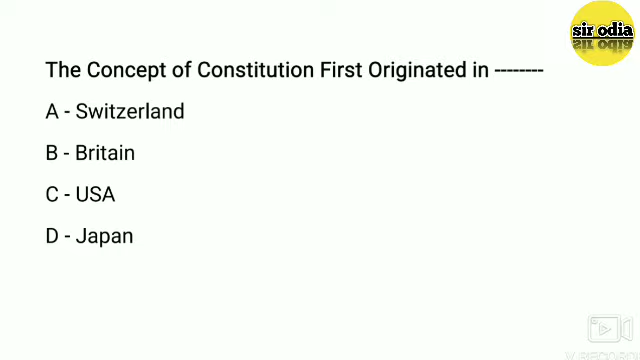 sir odia
The Concept of Constitution First Originated in --------
A - Switzerland
B - Britain
C - USA
D - Japan